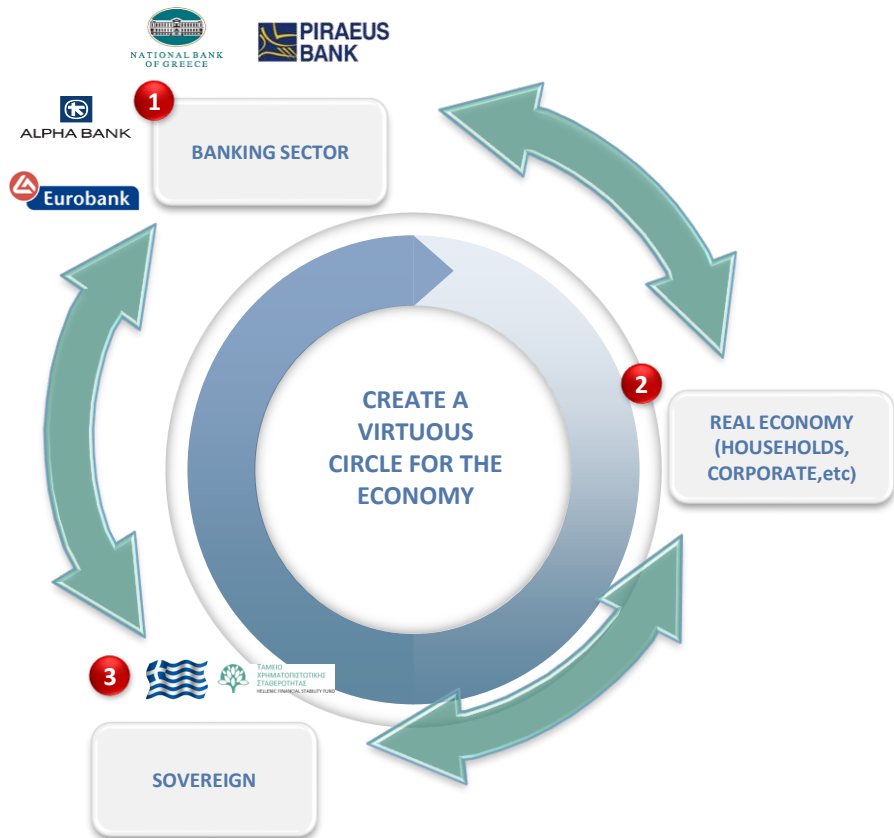 NATIONAL BANK
OF GREECE
PIRAEUS
BANK
1
ALPHA BANK
BANKING SECTOR
Eurobank
2
CREATE A
VIRTUOUS
CIRCLE FOR THE
ECONOMY
REAL ECONOMY
(HOUSEHOLDS,
CORPORATE,etc)
3
ΤΑΜΕΙΟ
ΧΡΗΜΑΤΟΠΙΣΤΩΤΙΚΗΣ
ΣΤΑΘΕΡΟΤΗΤΑΣ
HELLENIC FINANCIAL STABILITY FUND
SOVEREIGN